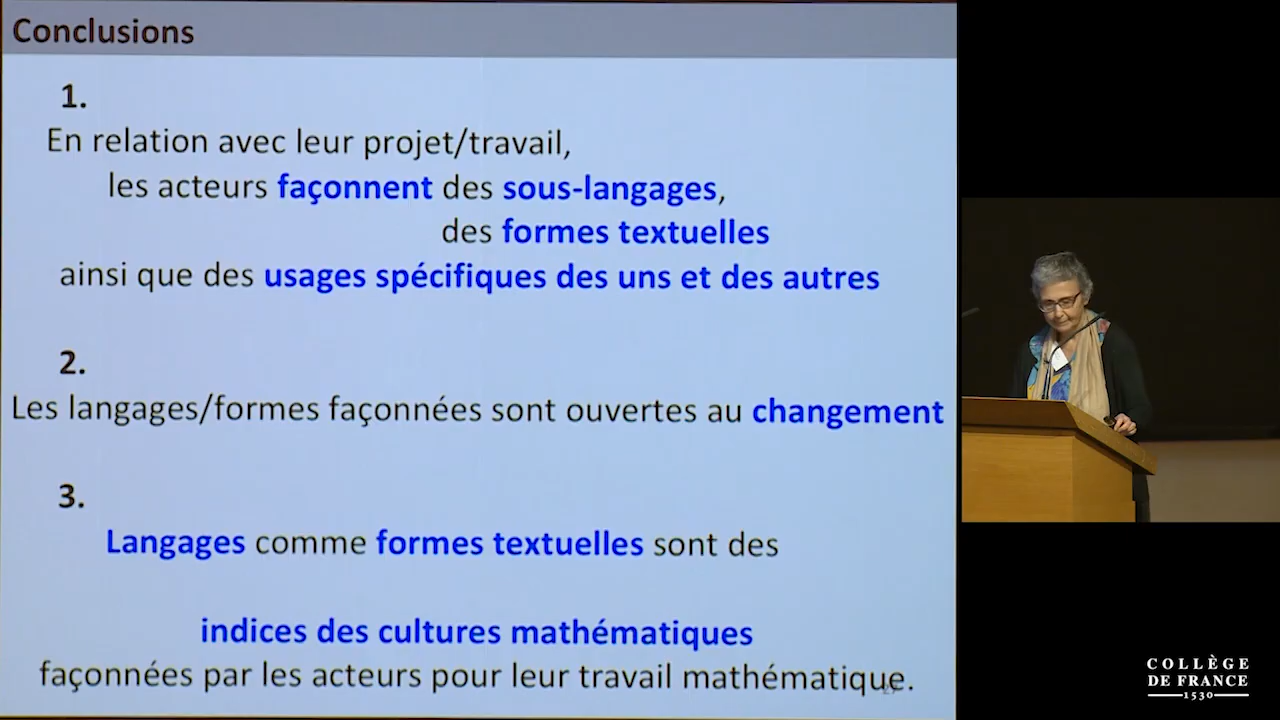 Conclusions
1.
En relation avec leur projet/travail,
les acteurs façonnent des sous-langages,
des formes textuelles
ainsi que des usages spécifiques des uns et des autres
2.
Les langages/formes façonnées sont ouvertes au changement
3.
Langages comme formes textuelles sont des
indices des cultures mathématiques
façonnées par les acteurs pour leur travail mathématique.
COLLÈGE
DE FRANCE
1530